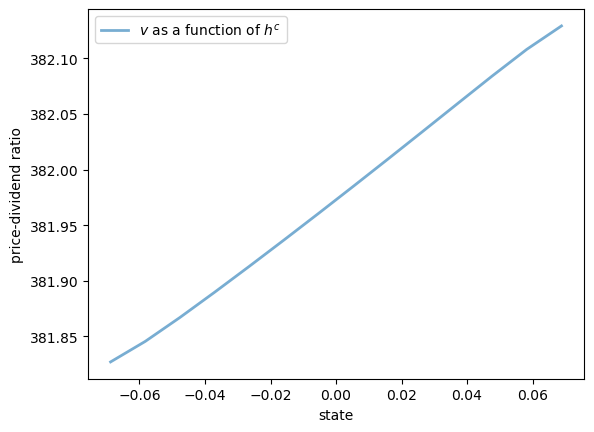 v as a function of h^c
price-dividend ratio
382.10
382.05
382.00
381.95
381.90
381.85
−0.06 −0.04 −0.02 0.00 0.02 0.04 0.06
state